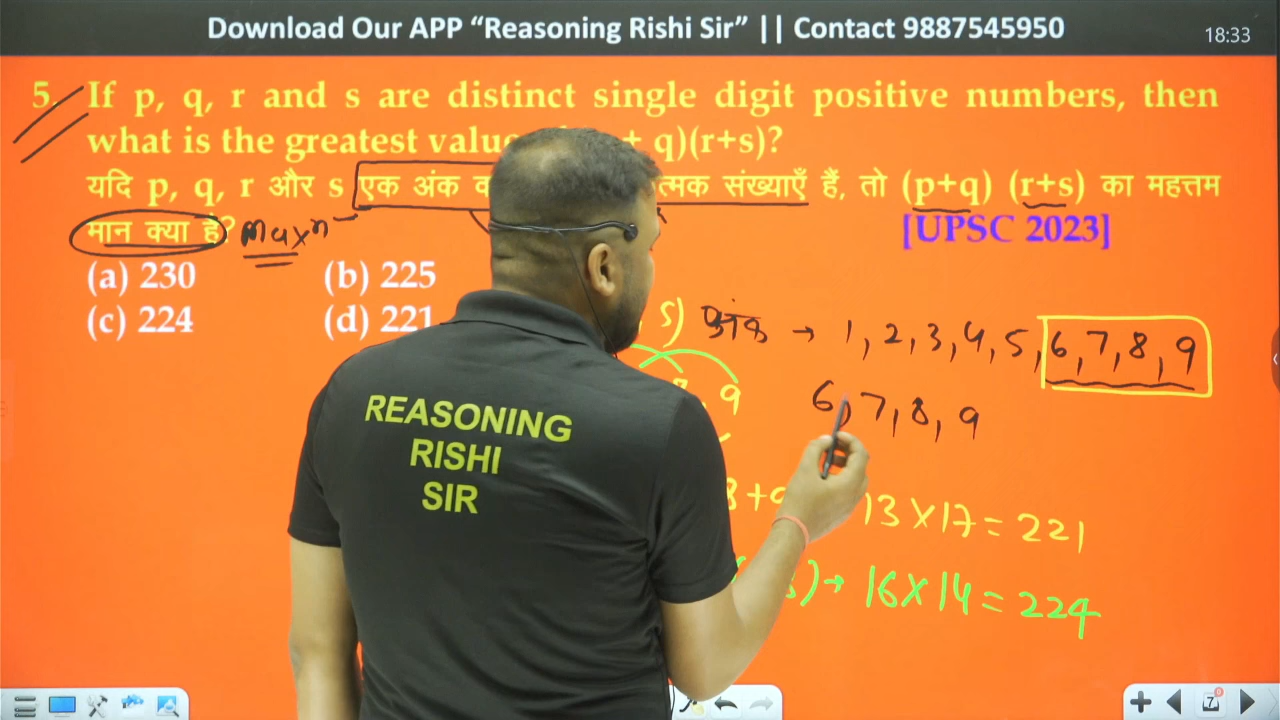 Download Our APP “Reasoning Rishi Sir” || Contact 9887545950
18:33
5. If p, q, r and s are distinct single digit positive numbers, then
what is the greatest value + q)(r+s)?
यदि p, q, r और s एक अंक संख्याएँ हैं, तो (p+q) (r+s) का महत्तम
मान क्या है? maxⁿ
[UPSC 2023]
(a) 230 (b) 225
(c) 224 (d) 221
s) अंक → 1, 2, 3, 4, 5, 6, 7, 8, 9
, 9
6, 7, 8, 9
8+9 13 × 17 = 221
) → 16 × 14 = 224
REASONING
RISHI
SIR